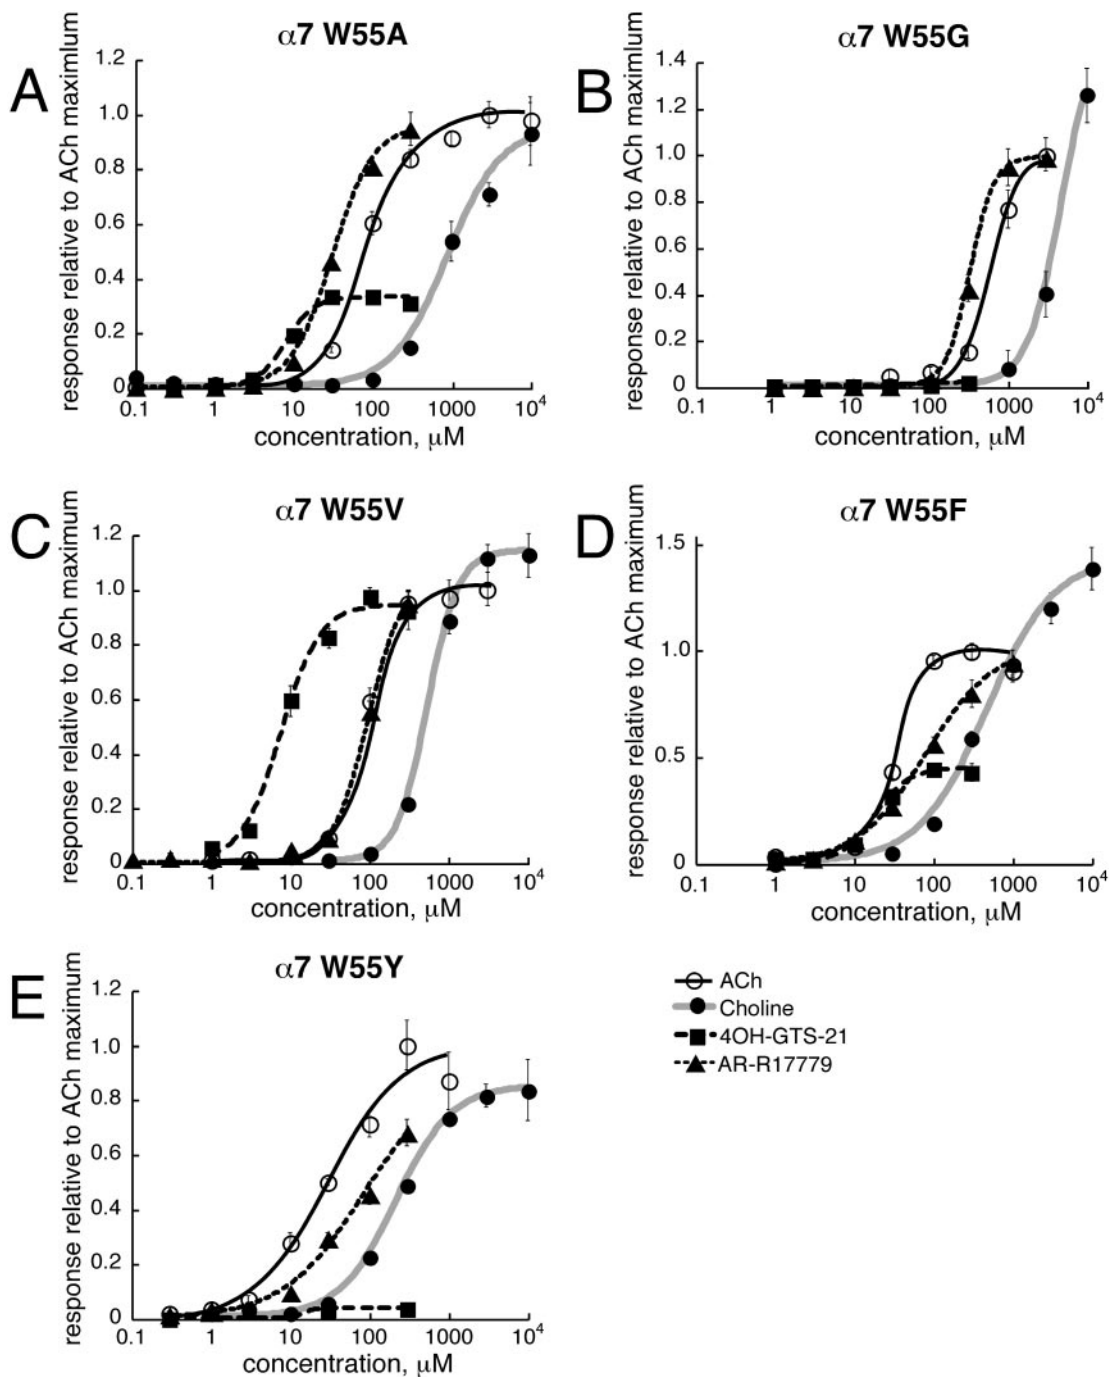 A
α7 W55A
response relative to ACh maximlum
1.2
1.0
0.8
0.6
0.4
0.2
0
0.1 1 10 100 1000 10⁴
concentration, μM
B
α7 W55G
response relative to ACh maximum
1.4
1.2
1.0
0.8
0.6
0.4
0.2
0
0.1 1 10 100 1000 10⁴
concentration, μM
C
α7 W55V
response relative to ACh maximum
1.2
1.0
0.8
0.6
0.4
0.2
0
0.1 1 10 100 1000 10⁴
concentration, μM
D
α7 W55F
response relative to ACh maximum
1.5
1.0
0.5
0
0.1 1 10 100 1000 10⁴
concentration, μM
E
α7 W55Y
response relative to ACh maximum
1.2
1.0
0.8
0.6
0.4
0.2
0
0.1 1 10 100 1000 10⁴
concentration, μM
ACh
Choline
4OH-GTS-21
AR-R17779